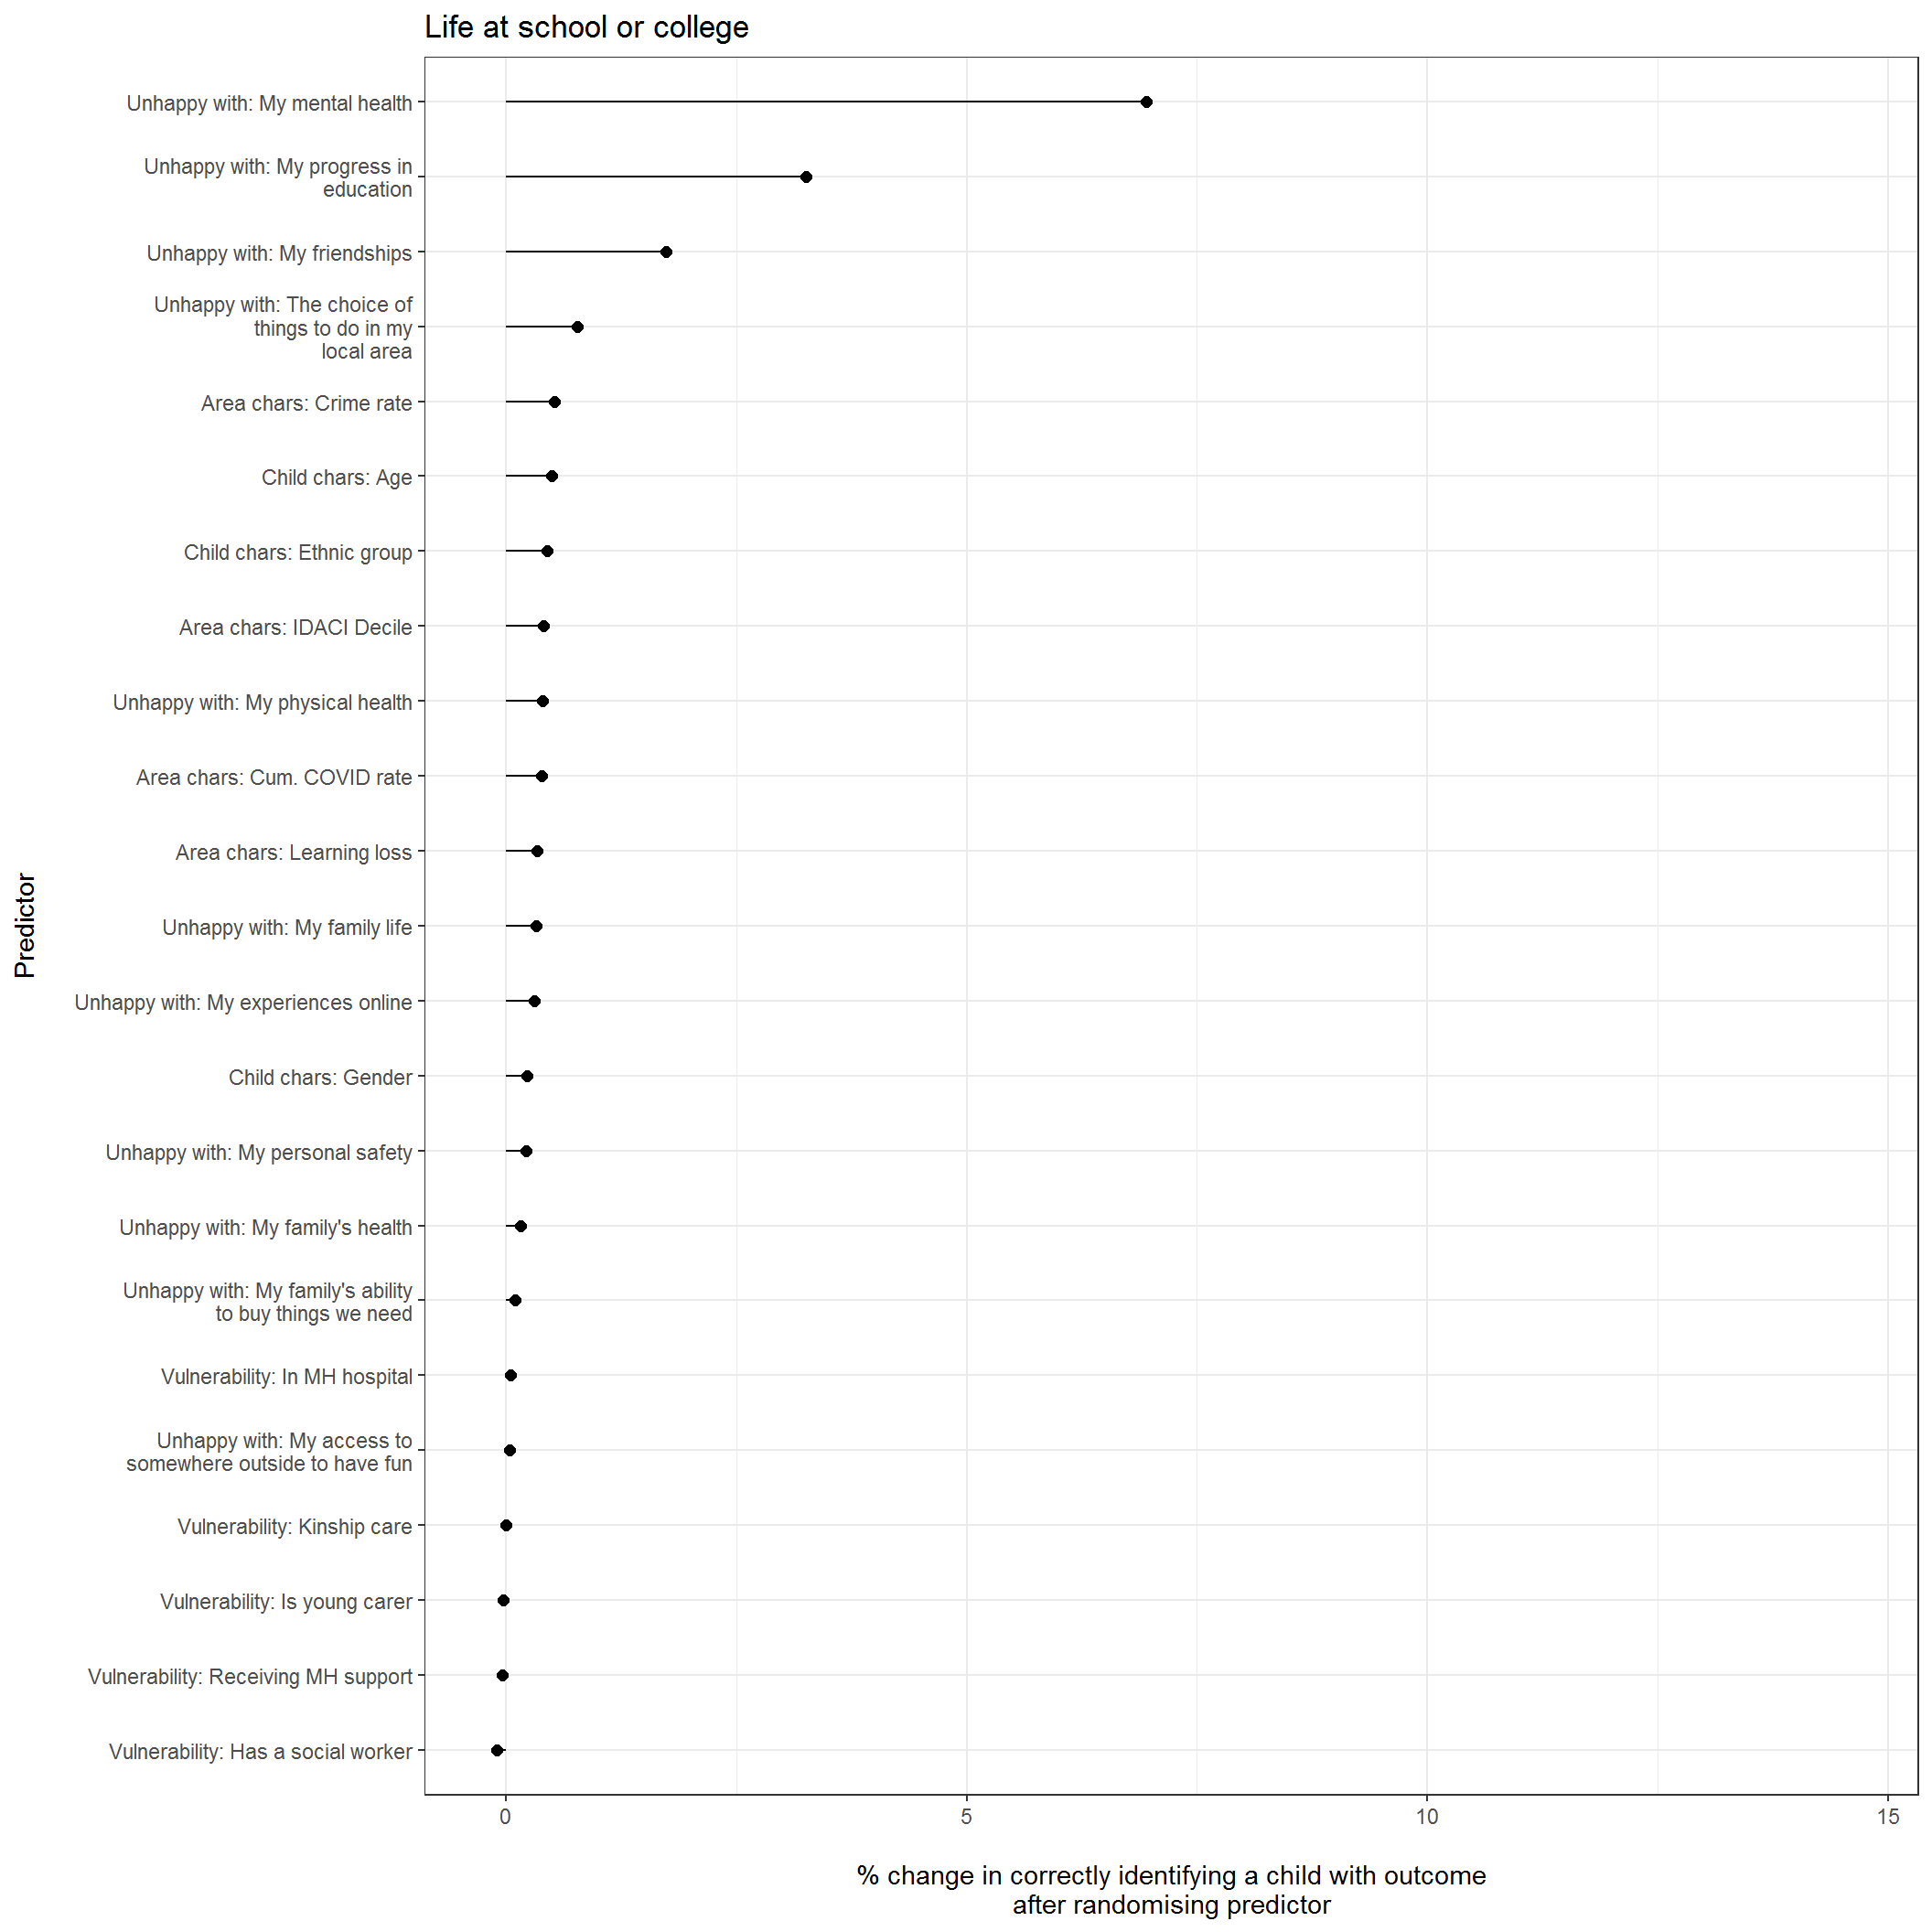 Life at school or college
Unhappy with: My mental health
Unhappy with: My progress in
education
Unhappy with: My friendships
Unhappy with: The choice of
things to do in my
local area
Area chars: Crime rate
Child chars: Age
Child chars: Ethnic group
Area chars: IDACI Decile
Unhappy with: My physical health
Area chars: Cum. COVID rate
Area chars: Learning loss
Unhappy with: My family life
Unhappy with: My experiences online
Child chars: Gender
Unhappy with: My personal safety
Unhappy with: My family's health
Unhappy with: My family's ability
to buy things we need
Vulnerability: In MH hospital
Unhappy with: My access to
somewhere outside to have fun
Vulnerability: Kinship care
Vulnerability: Is young carer
Vulnerability: Receiving MH support
Vulnerability: Has a social worker
Predictor
0 5 10 15
% change in correctly identifying a child with outcome
after randomising predictor